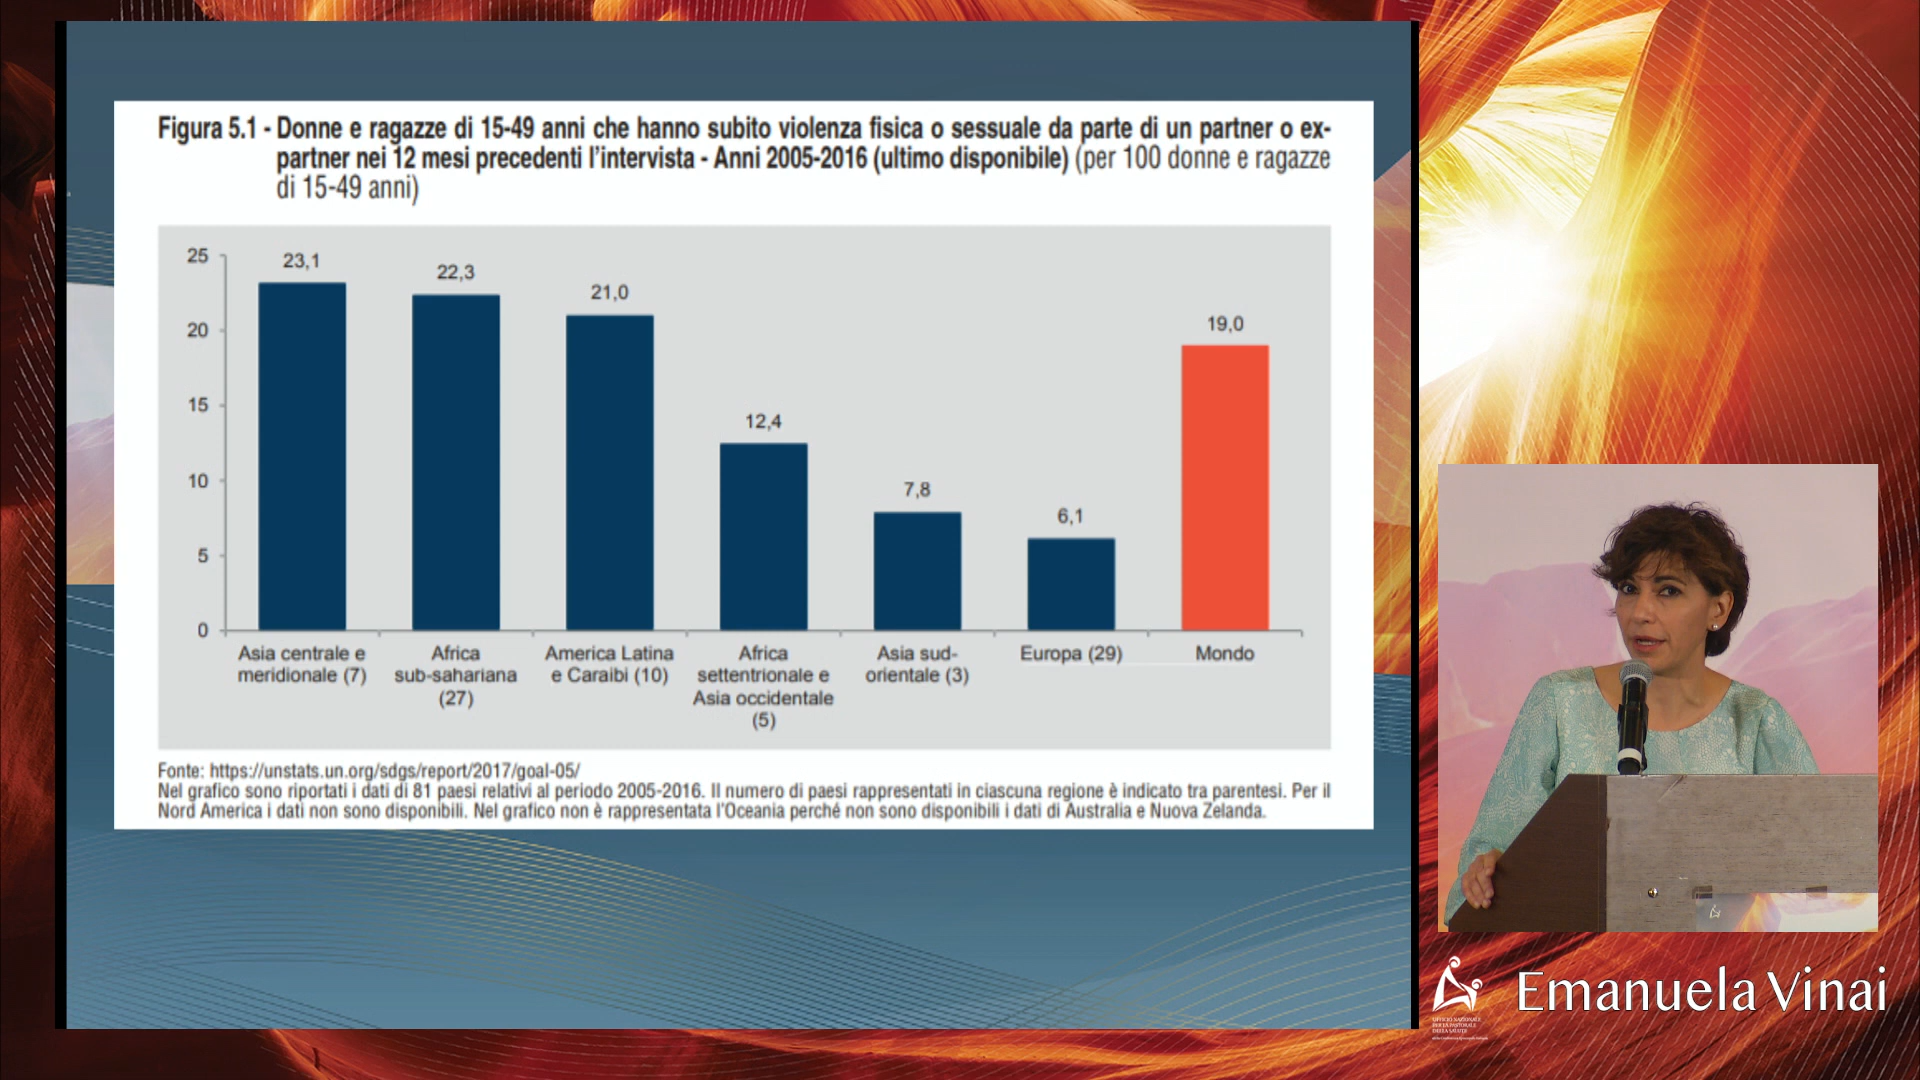 Figura 5.1 - Donne e ragazze di 15-49 anni che hanno subito violenza fisica o sessuale da parte di un partner o ex-
partner nei 12 mesi precedenti l'intervista - Anni 2005-2016 (ultimo disponibile) (per 100 donne e ragazze
di 15-49 anni)
25
20
15
10
5
0
23,1
22,3
21,0
12,4
7,8
6,1
19,0
Asia centrale e
meridionale (7)
Africa
sub-sahariana
(27)
America Latina
e Caraibi (10)
Africa
settentrionale e
Asia occidentale
(5)
Asia sud-
orientale (3)
Europa (29)
Mondo
Fonte: https://unstats.un.org/sdgs/report/2017/goal-05/
Nel grafico sono riportati i dati di 81 paesi relativi al periodo 2005-2016. Il numero di paesi rappresentati in ciascuna regione è indicato tra parentesi. Per il
Nord America i dati non sono disponibili. Nel grafico non è rappresentata l'Oceania perché non sono disponibili i dati di Australia e Nuova Zelanda.
Emanuela Vinai
UFFICIO NAZIONALE
PER LA PASTORALE
DELLA SALUTE